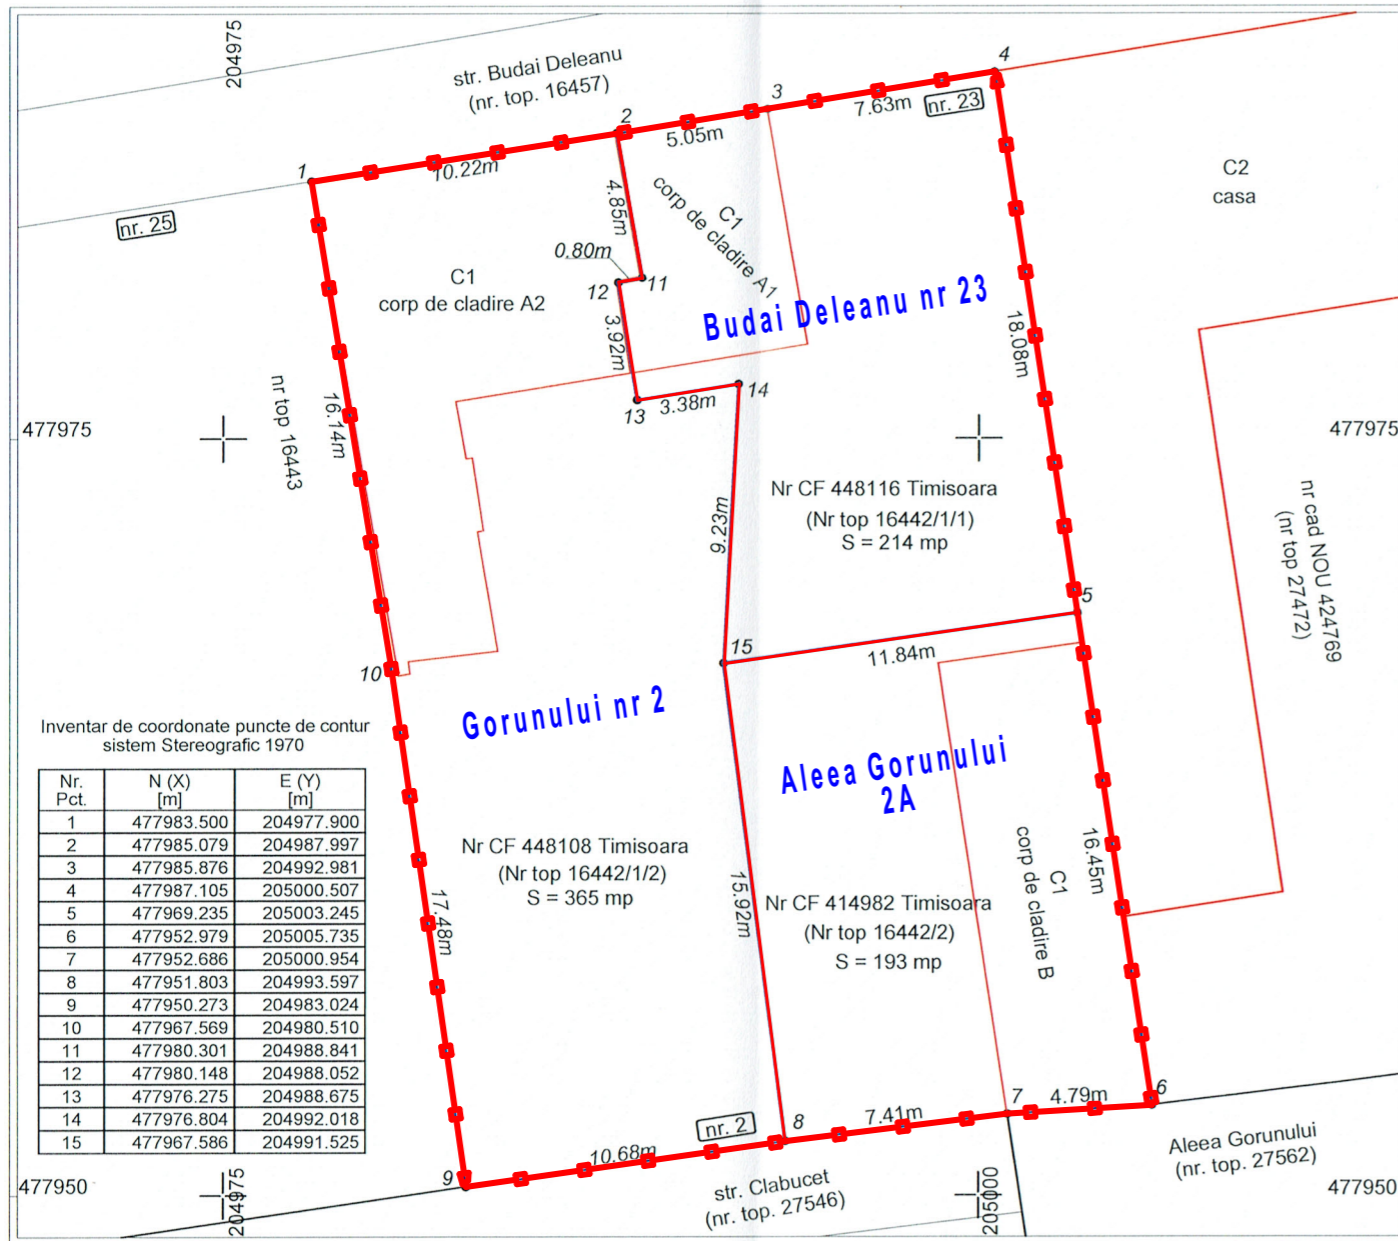 204975
str. Budai Deleanu
(nr. top. 16457)
1
2
3
4
10.22m
5.05m
7.63m
nr. 23
nr. 25
C2
casa
4.85m
C1
corp de cladire A1
0.80m
11
12
C1
corp de cladire A2
Budai Deleanu nr 23
3.92m
18.08m
14
13
3.38m
nr top 16443
16.14m
477975
477975
Nr CF 448116 Timisoara
(Nr top 16442/1/1)
S = 214 mp
9.23m
nr cad NOU 424769
(nr top 27472)
5
15
11.84m
10
Gorunului nr 2
Aleea Gorunului
2A
Inventar de coordonate puncte de contur
sistem Stereografic 1970
Nr. Pct. N (X) [m] E (Y) [m]
1 477983.500 204977.900
2 477985.079 204987.997
3 477985.876 204992.981
4 477987.105 205000.507
5 477969.235 205003.245
6 477952.979 205005.735
7 477952.686 205000.954
8 477951.803 204993.597
9 477950.273 204983.024
10 477967.569 204980.510
11 477980.301 204988.841
12 477980.148 204988.052
13 477976.275 204988.675
14 477976.804 204992.018
15 477967.586 204991.525
Nr CF 448108 Timisoara
(Nr top 16442/1/2)
S = 365 mp
17.48m
15.92m
Nr CF 414982 Timisoara
(Nr top 16442/2)
S = 193 mp
C1
corp de cladire B
16.45m
6
7
4.79m
8
7.41m
nr. 2
10.68m
9
Aleea Gorunului
(nr. top. 27562)
str. Clabucet
(nr. top. 27546)
477950
204975
205000
477950